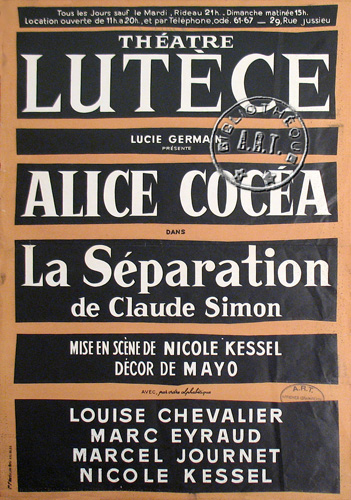 Tous les Jours sauf le Mardi, Rideau 21h. Dimanche matinée 15h.
Location ouverte de 11h à 20h, et par Téléphone, odé. 61-67 — 29, Rue Jussieu
THÉATRE
LUTÈCE
LUCIE GERMAIN
PRÉSENTE
BIBLIOTHÈQUE
A.R.T.
ALICE COCÉA
DANS
La Séparation
de Claude Simon
MISE EN SCÈNE DE NICOLE KESSEL
DÉCOR DE MAYO
AVEC, par ordre alphabétique
A.R.T.
LOUISE CHEVALIER
MARC EYRAUD
MARCEL JOURNET
NICOLE KESSEL